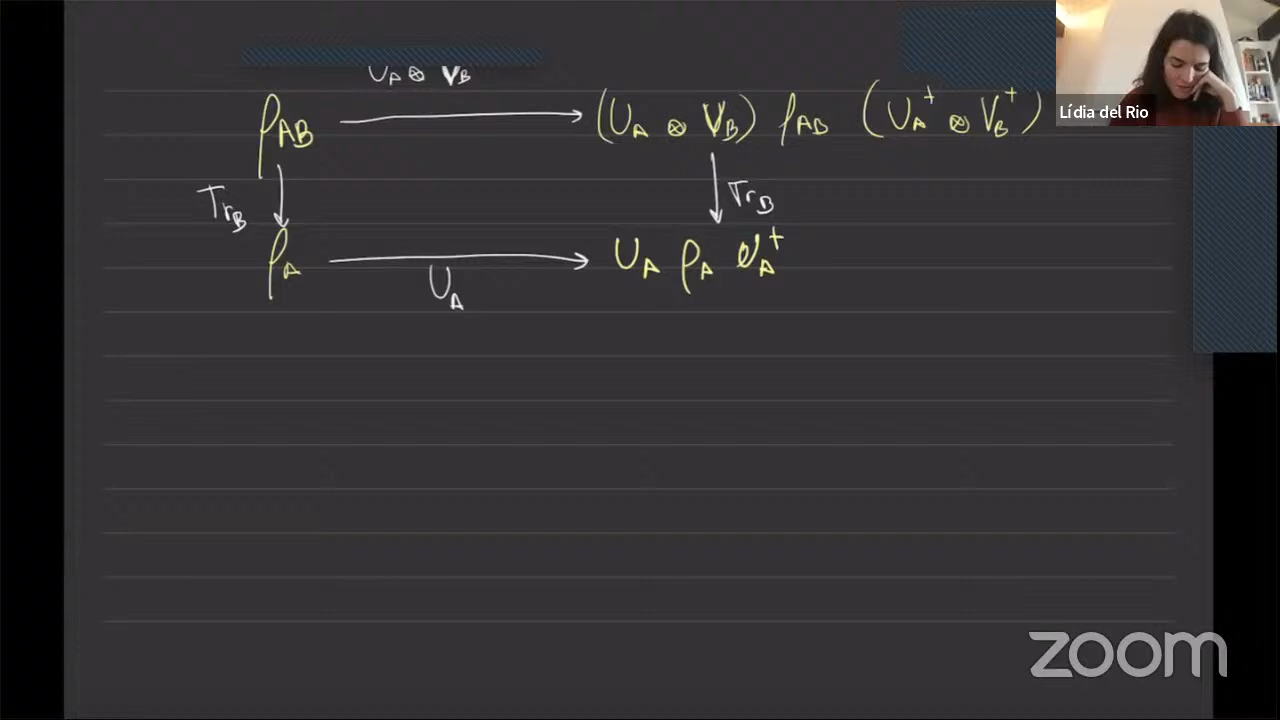 U_A ⊗ V_B
ρ_AB → (U_A ⊗ V_B) ρ_AB (U_A^† ⊗ V_B^†)
Lídia del Rio
Tr_B ↓ ↓ Tr_B
ρ_A → U_A ρ_A U_A^†
U_A
zoom